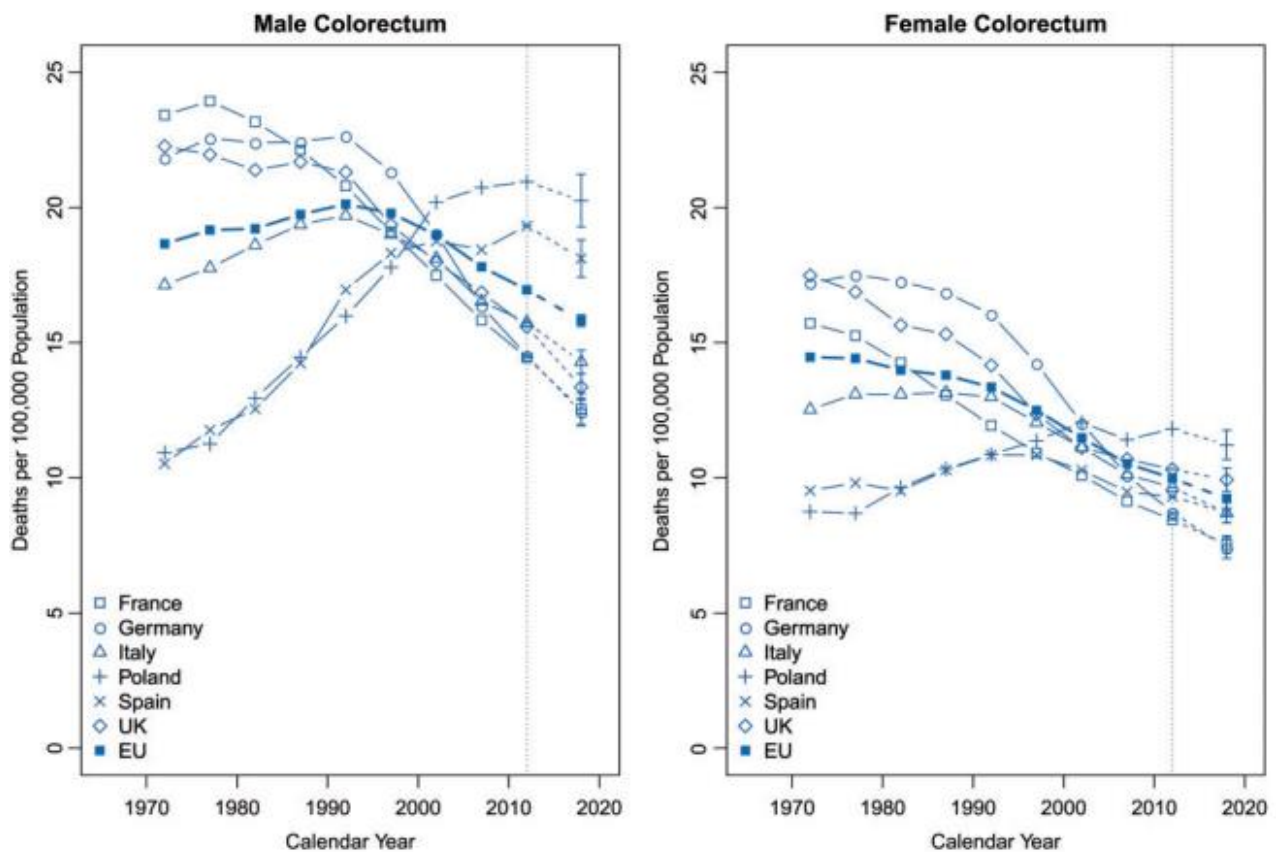 Male Colorectum
Deaths per 100,000 Population
25
20
15
10
5
0
France
Germany
Italy
Poland
Spain
UK
EU
1970 1980 1990 2000 2010 2020
Calendar Year
Female Colorectum
Deaths per 100,000 Population
25
20
15
10
5
0
France
Germany
Italy
Poland
Spain
UK
EU
1970 1980 1990 2000 2010 2020
Calendar Year